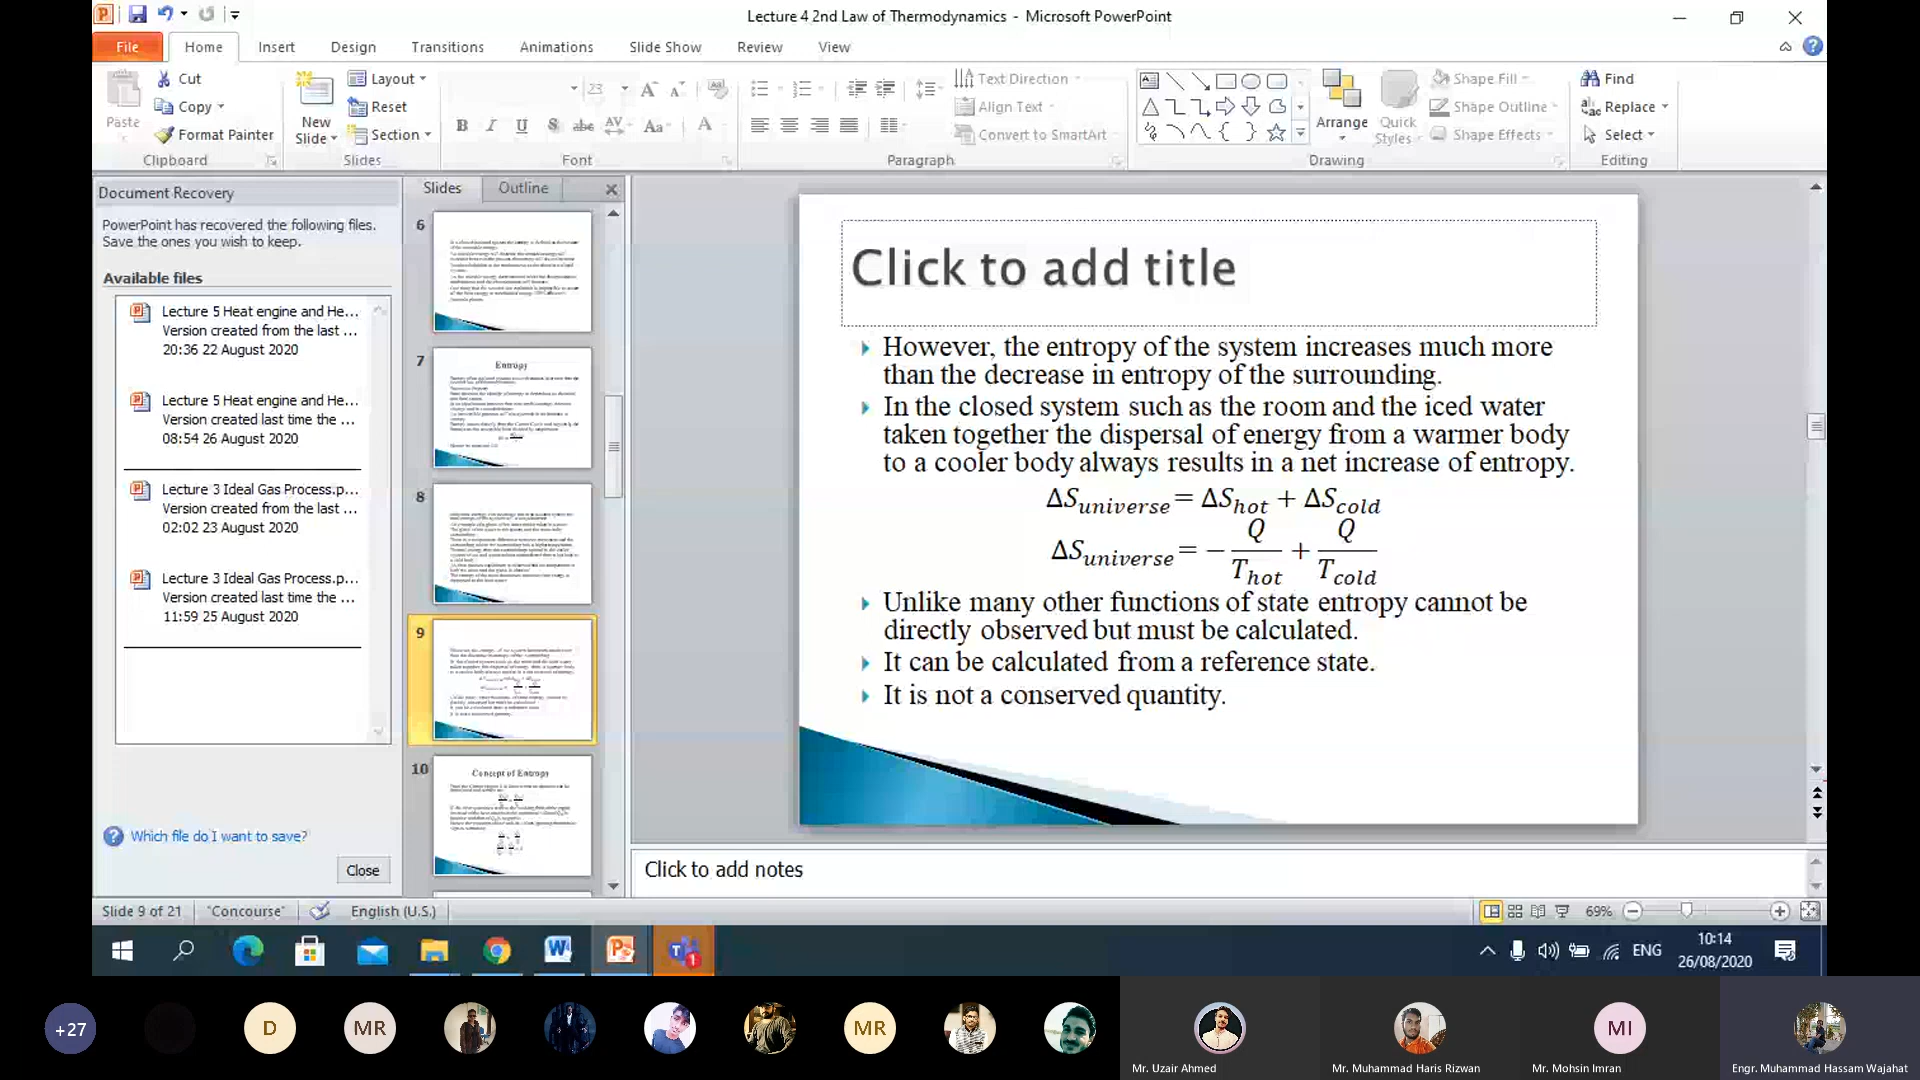 Lecture 4 2nd Law of Thermodynamics - Microsoft PowerPoint
File Home Insert Design Transitions Animations Slide Show Review View
Paste
Cut
Copy
Format Painter
Clipboard
New Slide
Layout
Reset
Section
Slides
23
Font
Text Direction
Align Text
Convert to SmartArt
Paragraph
Arrange
Quick Styles
Shape Fill
Shape Outline
Shape Effects
Drawing
Find
Replace
Select
Editing
Document Recovery
PowerPoint has recovered the following files.
Save the ones you wish to keep.
Available files
Lecture 5 Heat engine and He...
Version created from the last ...
20:36 22 August 2020
Lecture 5 Heat engine and He...
Version created last time the ...
08:54 26 August 2020
Lecture 3 Ideal Gas Process.p...
Version created from the last ...
02:02 23 August 2020
Lecture 3 Ideal Gas Process.p...
Version created last time the ...
11:59 25 August 2020
Which file do I want to save?
Close
Slides Outline
6
7
Entropy
8
9
10
Concept of Entropy
Click to add title
However, the entropy of the system increases much more
than the decrease in entropy of the surrounding.
In the closed system such as the room and the iced water
taken together the dispersal of energy from a warmer body
to a cooler body always results in a net increase of entropy.
ΔS_universe = ΔS_hot + ΔS_cold
ΔS_universe = − Q/T_hot + Q/T_cold
Unlike many other functions of state entropy cannot be
directly observed but must be calculated.
It can be calculated from a reference state.
It is not a conserved quantity.
Click to add notes
Slide 9 of 21 "Concourse" English (U.S.) 69%
ENG
10:14
26/08/2020
+27 D MR MR MI
Mr. Uzair Ahmed Mr. Muhammad Haris Rizwan Mr. Mohsin Imran Engr. Muhammad Hassam Wajahat